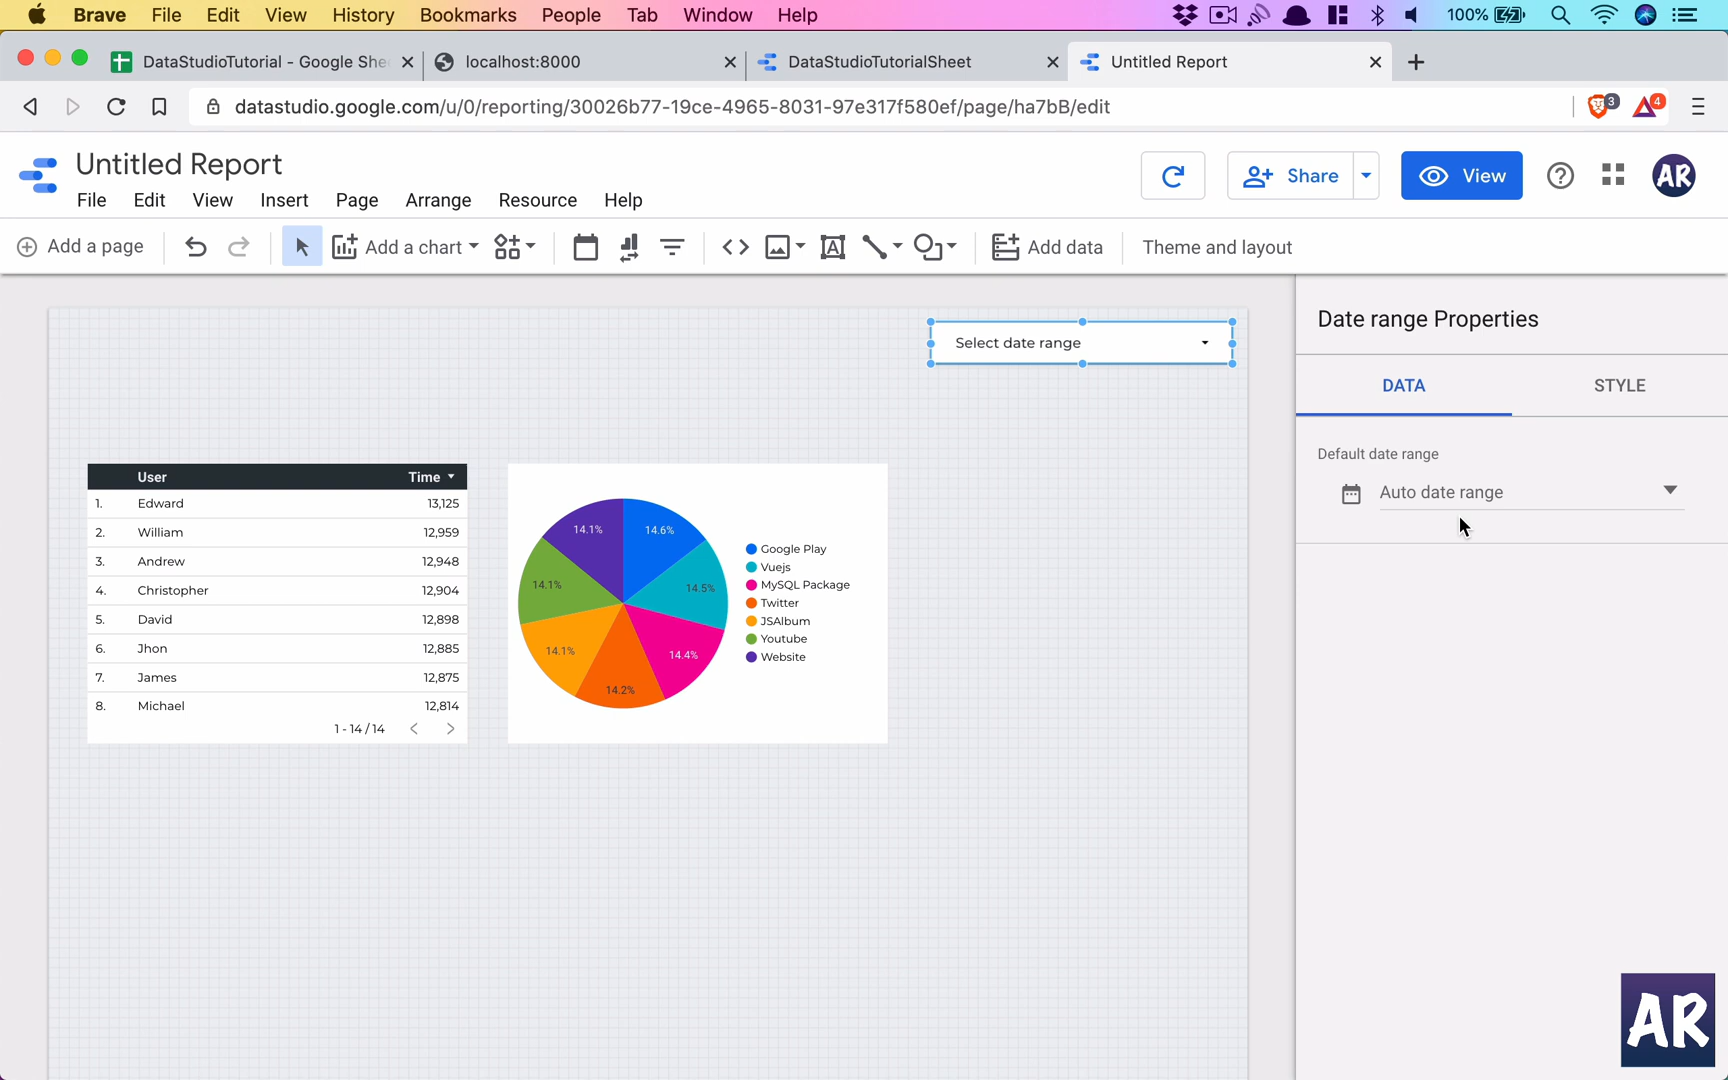 Brave File Edit View History Bookmarks People Tab Window Help 100%
DataStudioTutorial - Google She
localhost:8000
DataStudioTutorialSheet
Untitled Report
datastudio.google.com/u/0/reporting/30026b77-19ce-4965-8031-97e317f580ef/page/ha7bB/edit
3
4
Untitled Report
Share
View
AR
File Edit View Insert Page Arrange Resource Help
Add a page
Add a chart
Add data
Theme and layout
Select date range
Date range Properties
DATA STYLE
Default date range
Auto date range
User Time
1. Edward 13,125
2. William 12,959
3. Andrew 12,948
4. Christopher 12,904
5. David 12,898
6. Jhon 12,885
7. James 12,875
8. Michael 12,814
1 - 14 / 14
14.1%
14.6%
14.1%
14.5%
14.1%
14.4%
14.2%
Google Play
Vuejs
MySQL Package
Twitter
JSAlbum
Youtube
Website
AR